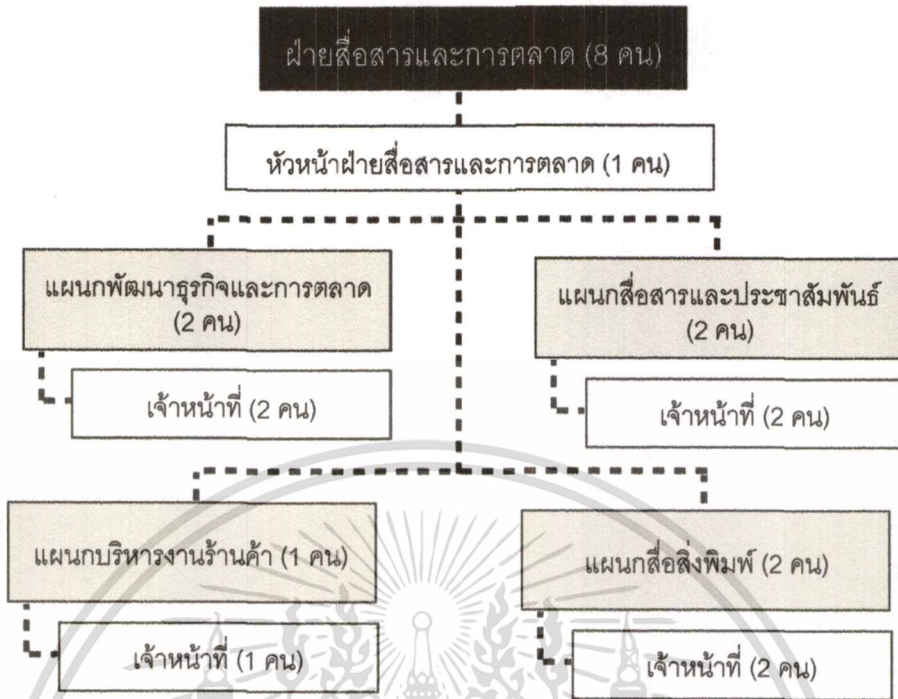 ฝ่ายสื่อสารและการตลาด (8 คน)
หัวหน้าฝ่ายสื่อสารและการตลาด (1 คน)
แผนกพัฒนาธุรกิจและการตลาด
(2 คน)
เจ้าหน้าที่ (2 คน)
แผนกสื่อสารและประชาสัมพันธ์
(2 คน)
เจ้าหน้าที่ (2 คน)
แผนกบริหารงานร้านค้า (1 คน)
เจ้าหน้าที่ (1 คน)
แผนกสื่อสิ่งพิมพ์ (2 คน)
เจ้าหน้าที่ (2 คน)